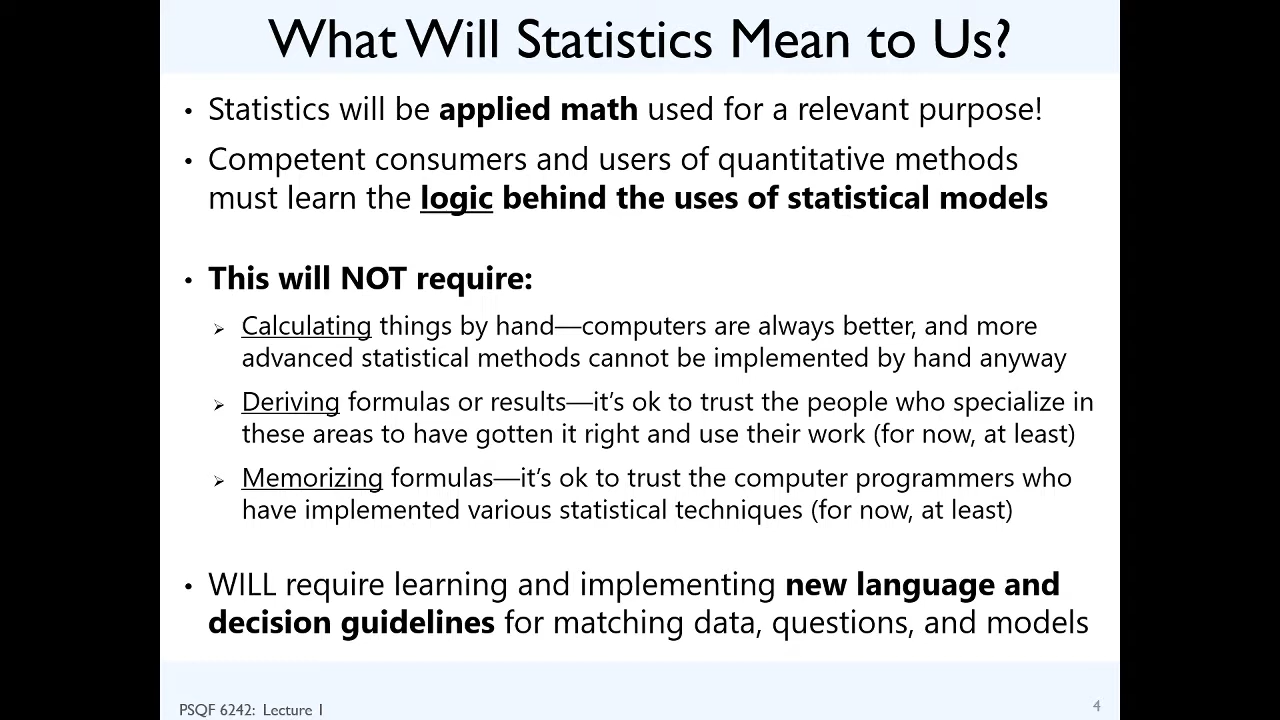 What Will Statistics Mean to Us?
• Statistics will be applied math used for a relevant purpose!
• Competent consumers and users of quantitative methods
must learn the logic behind the uses of statistical models
• This will NOT require:
➢ Calculating things by hand—computers are always better, and more
advanced statistical methods cannot be implemented by hand anyway
➢ Deriving formulas or results—it’s ok to trust the people who specialize in
these areas to have gotten it right and use their work (for now, at least)
➢ Memorizing formulas—it’s ok to trust the computer programmers who
have implemented various statistical techniques (for now, at least)
• WILL require learning and implementing new language and
decision guidelines for matching data, questions, and models
PSQF 6242: Lecture 1
4